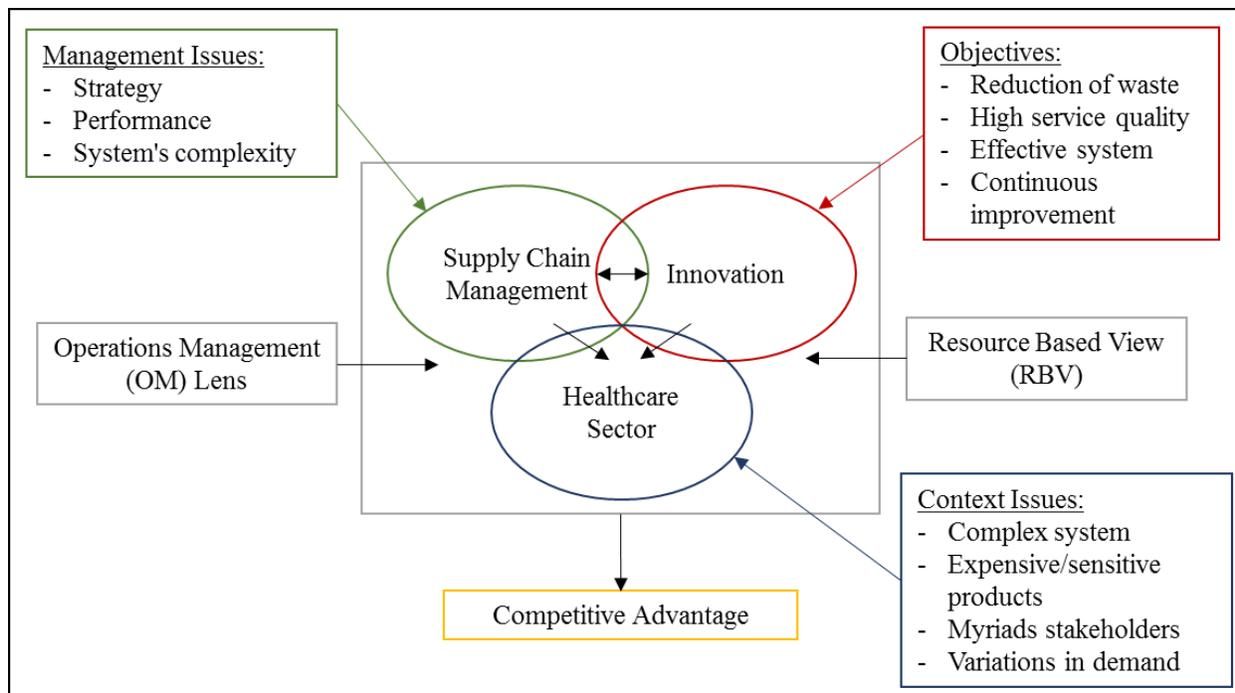 Management Issues:
- Strategy
- Performance
- System's complexity
Objectives:
- Reduction of waste
- High service quality
- Effective system
- Continuous
improvement
Supply Chain
Management
Innovation
Operations Management
(OM) Lens
Resource Based View
(RBV)
Healthcare
Sector
Context Issues:
- Complex system
- Expensive/sensitive
products
- Myriads stakeholders
- Variations in demand
Competitive Advantage